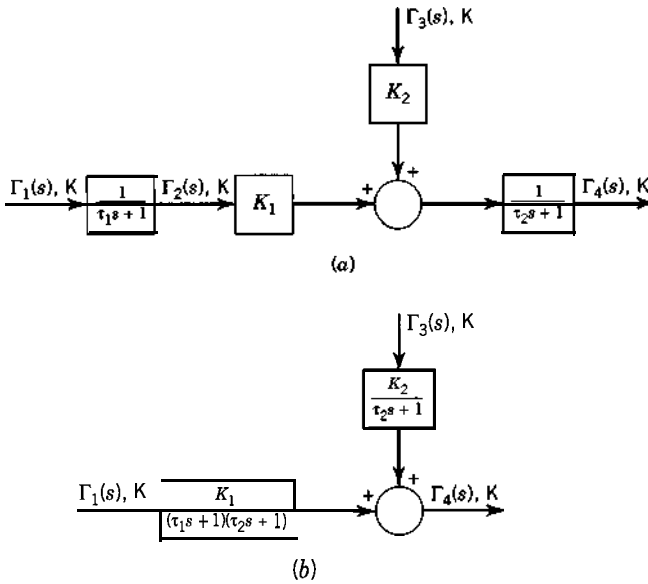 Γ₃(s), K
K₂
Γ₁(s), K
1
τ₁s + 1
Γ₂(s), K
K₁
+
+
1
τ₂s + 1
Γ₄(s), K
(a)
Γ₃(s), K
K₂
τ₂s + 1
Γ₁(s), K
K₁
(τ₁s + 1)(τ₂s + 1)
+
+
Γ₄(s), K
(b)